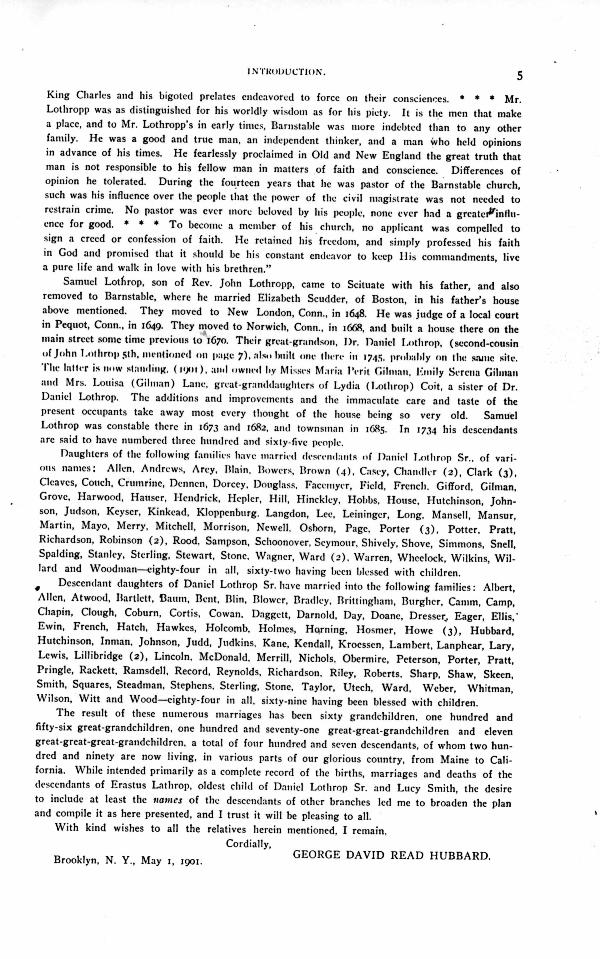 INTRODUCTION.
5
King Charles and his bigoted prelates endeavored to force on their consciences. * * * Mr.
Lothropp was as distinguished for his worldly wisdom as for his piety. It is the men that make
a place, and to Mr. Lothropp's in early times, Barnstable was more indebted than to any other
family. He was a good and true man, an independent thinker, and a man who held opinions
in advance of his times. He fearlessly proclaimed in Old and New England the great truth that
man is not responsible to his fellow man in matters of faith and conscience. Differences of
opinion he tolerated. During the fourteen years that he was pastor of the Barnstable church,
such was his influence over the people that the power of the civil magistrate was not needed to
restrain crime. No pastor was ever more beloved by his people, none ever had a greater influ-
ence for good. * * * To become a member of his church, no applicant was compelled to
sign a creed or confession of faith. He retained his freedom, and simply professed his faith
in God and promised that it should be his constant endeavor to keep His commandments, live
a pure life and walk in love with his brethren."
Samuel Lothrop, son of Rev. John Lothropp, came to Scituate with his father, and also
removed to Barnstable, where he married Elizabeth Scudder, of Boston, in his father's house
above mentioned. They moved to New London, Conn., in 1648. He was judge of a local court
in Pequot, Conn., in 1649. They moved to Norwich, Conn., in 1668, and built a house there on the
main street some time previous to 1670. Their great-grandson, Dr. Daniel Lothrop, (second-cousin
of John Lothrop 5th, mentioned on page 7), also built one there in 1745, probably on the same site.
The latter is now standing, (1901), and owned by Misses Maria Perit Gilman, Emily Serena Gilman
and Mrs. Louisa (Gilman) Lane, great-granddaughters of Lydia (Lothrop) Coit, a sister of Dr.
Daniel Lothrop. The additions and improvements and the immaculate care and taste of the
present occupants take away most every thought of the house being so very old. Samuel
Lothrop was constable there in 1673 and 1682, and townsman in 1685. In 1734 his descendants
are said to have numbered three hundred and sixty-five people.
Daughters of the following families have married descendants of Daniel Lothrop Sr., of vari-
ous names: Allen, Andrews, Arey, Blain, Bowers, Brown (4), Casey, Chandler (2), Clark (3),
Cleaves, Couch, Crumrine, Dennen, Dorcey, Douglass, Facemyer, Field, French, Gifford, Gilman,
Grove, Harwood, Hauser, Hendrick, Hepler, Hill, Hinckley, Hobbs, House, Hutchinson, John-
son, Judson, Keyser, Kinkead, Kloppenburg, Langdon, Lee, Leininger, Long, Mansell, Mansur,
Martin, Mayo, Merry, Mitchell, Morrison, Newell, Osborn, Page, Porter (3), Potter, Pratt,
Richardson, Robinson (2), Rood, Sampson, Schoonover, Seymour, Shively, Shove, Simmons, Snell,
Spalding, Stanley, Sterling, Stewart, Stone, Wagner, Ward (2), Warren, Wheelock, Wilkins, Wil-
lard and Woodman—eighty-four in all, sixty-two having been blessed with children.
Descendant daughters of Daniel Lothrop Sr. have married into the following families: Albert,
Allen, Atwood, Bartlett, Baum, Bent, Blin, Blower, Bradley, Brittingham, Burgher, Camm, Camp,
Chapin, Clough, Coburn, Cortis, Cowan, Daggett, Darnold, Day, Doane, Dresser, Eager, Ellis,
Ewin, French, Hatch, Hawkes, Holcomb, Holmes, Horning, Hosmer, Howe (3), Hubbard,
Hutchinson, Inman, Johnson, Judd, Judkins, Kane, Kendall, Kroessen, Lambert, Lanphear, Lary,
Lewis, Lillibridge (2), Lincoln, McDonald, Merrill, Nichols, Obermire, Peterson, Porter, Pratt,
Pringle, Rackett, Ramsdell, Record, Reynolds, Richardson, Riley, Roberts, Sharp, Shaw, Skeen,
Smith, Squares, Steadman, Stephens, Sterling, Stone, Taylor, Utech, Ward, Weber, Whitman,
Wilson, Witt and Wood—eighty-four in all, sixty-nine having been blessed with children.
The result of these numerous marriages has been sixty grandchildren, one hundred and
fifty-six great-grandchildren, one hundred and seventy-one great-great-grandchildren and eleven
great-great-great-grandchildren, a total of four hundred and seven descendants, of whom two hun-
dred and ninety are now living, in various parts of our glorious country, from Maine to Cali-
fornia. While intended primarily as a complete record of the births, marriages and deaths of the
descendants of Erastus Lathrop, oldest child of Daniel Lothrop Sr. and Lucy Smith, the desire
to include at least the names of the descendants of other branches led me to broaden the plan
and compile it as here presented, and I trust it will be pleasing to all.
With kind wishes to all the relatives herein mentioned, I remain,
Cordially,
GEORGE DAVID READ HUBBARD.
Brooklyn, N. Y., May 1, 1901.